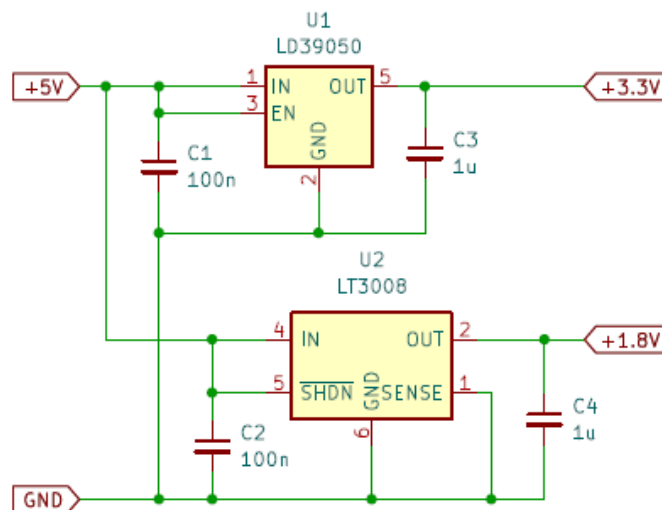 U1
LD39050
+5V
1
IN
OUT
5
+3.3V
3
EN
GND
2
C1
100n
C3
1u
U2
LT3008
4
IN
OUT
2
+1.8V
5
SHDN
GND
SENSE
1
6
C2
100n
C4
1u
GND